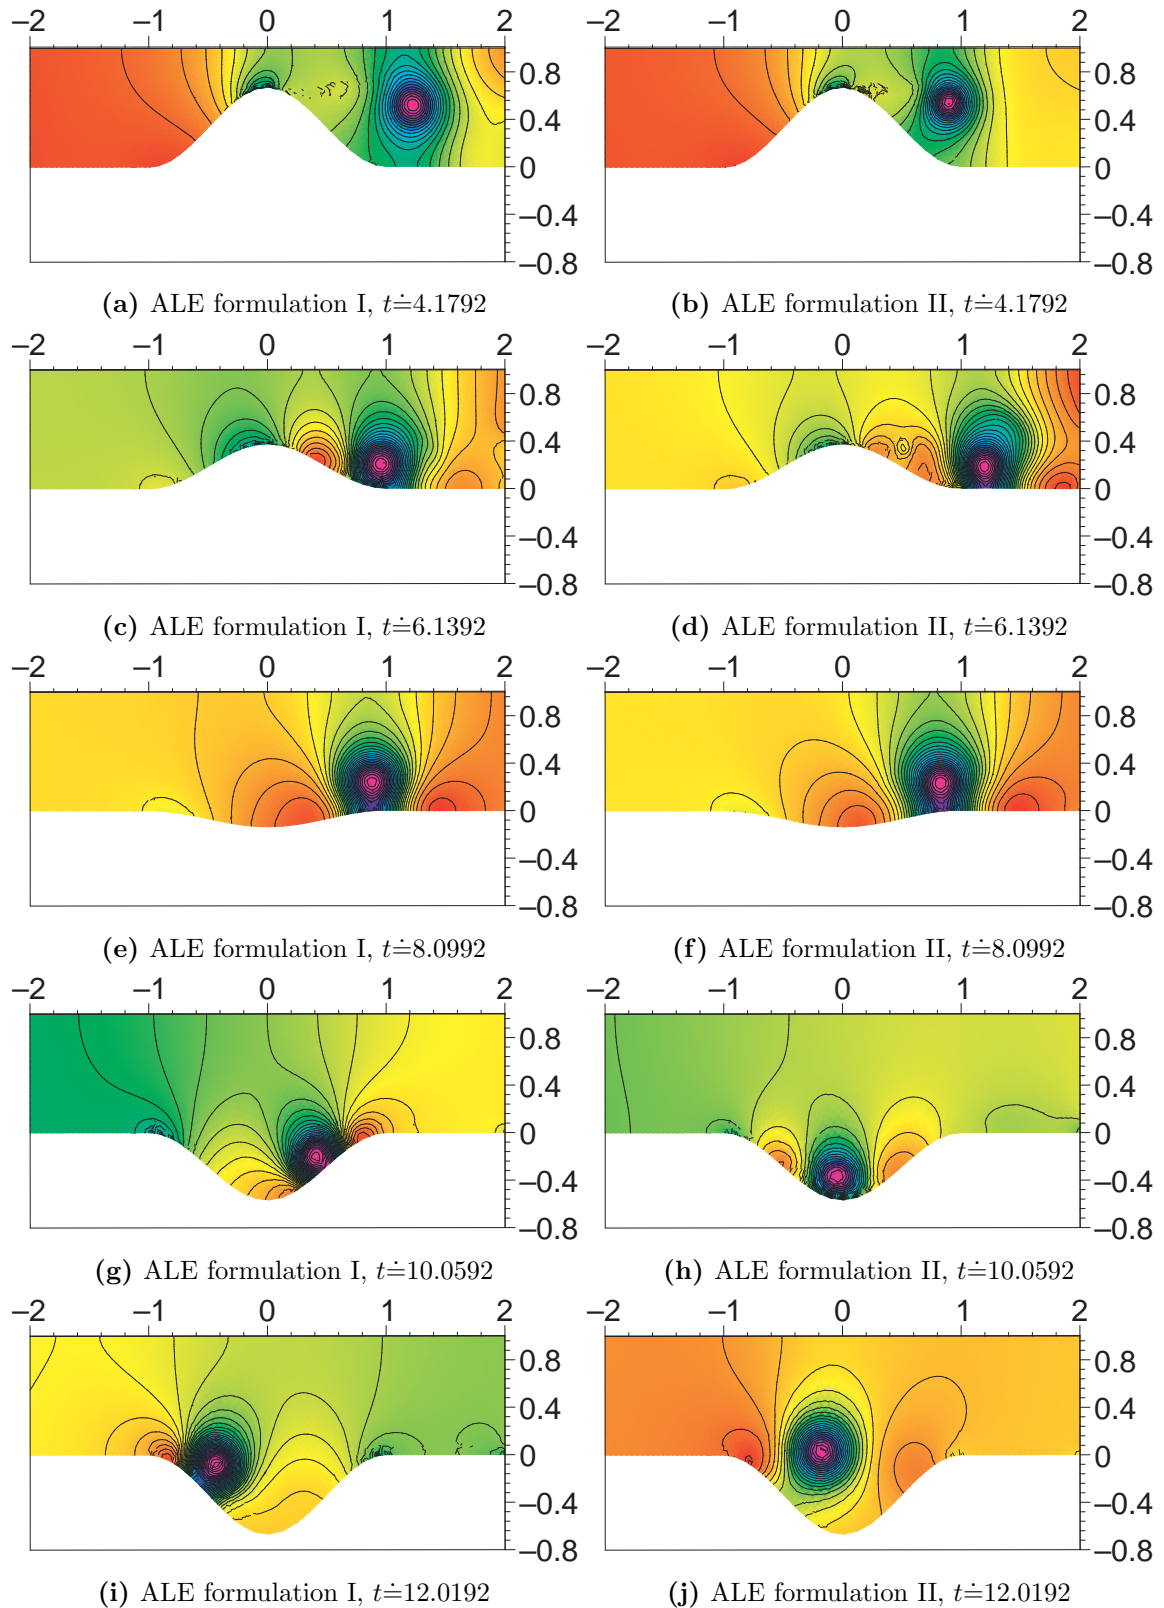 −2 −1 0 1 2 −2 −1 0 1 2
0.8 0.8
0.4 0.4
0 0
−0.4 −0.4
−0.8 −0.8
(a) ALE formulation I, t≐4.1792 (b) ALE formulation II, t≐4.1792
−2 −1 0 1 2 −2 −1 0 1 2
0.8 0.8
0.4 0.4
0 0
−0.4 −0.4
−0.8 −0.8
(c) ALE formulation I, t≐6.1392 (d) ALE formulation II, t≐6.1392
−2 −1 0 1 2 −2 −1 0 1 2
0.8 0.8
0.4 0.4
0 0
−0.4 −0.4
−0.8 −0.8
(e) ALE formulation I, t≐8.0992 (f) ALE formulation II, t≐8.0992
−2 −1 0 1 2 −2 −1 0 1 2
0.8 0.8
0.4 0.4
0 0
−0.4 −0.4
−0.8 −0.8
(g) ALE formulation I, t≐10.0592 (h) ALE formulation II, t≐10.0592
−2 −1 0 1 2 −2 −1 0 1 2
0.8 0.8
0.4 0.4
0 0
−0.4 −0.4
−0.8 −0.8
(i) ALE formulation I, t≐12.0192 (j) ALE formulation II, t≐12.0192